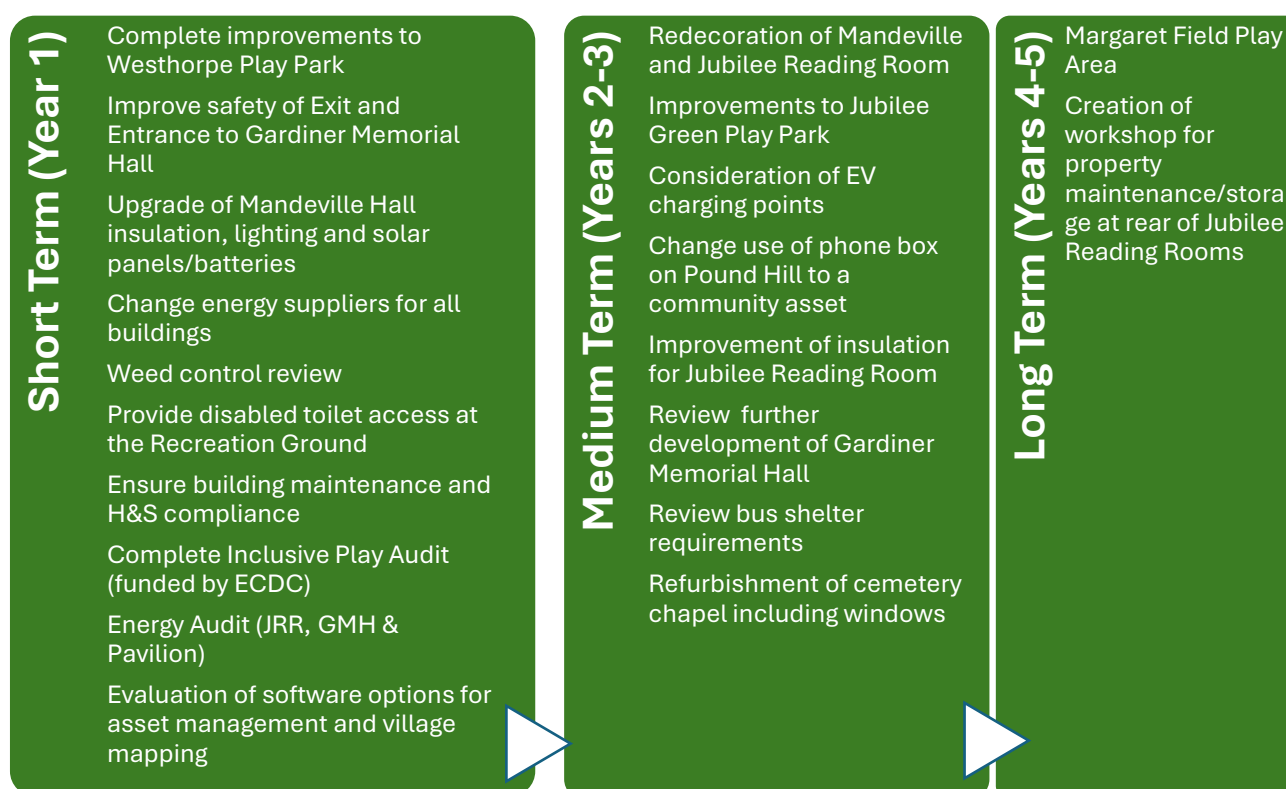 Short Term (Year 1)
Complete improvements to
Westhorpe Play Park
Improve safety of Exit and
Entrance to Gardiner Memorial
Hall
Upgrade of Mandeville Hall
insulation, lighting and solar
panels/batteries
Change energy suppliers for all
buildings
Weed control review
Provide disabled toilet access at
the Recreation Ground
Ensure building maintenance and
H&S compliance
Complete Inclusive Play Audit
(funded by ECDC)
Energy Audit (JRR, GMH &
Pavilion)
Evaluation of software options for
asset management and village
mapping
Medium Term (Years 2-3)
Redecoration of Mandeville
and Jubilee Reading Room
Improvements to Jubilee
Green Play Park
Consideration of EV
charging points
Change use of phone box
on Pound Hill to a
community asset
Improvement of insulation
for Jubilee Reading Room
Review further
development of Gardiner
Memorial Hall
Review bus shelter
requirements
Refurbishment of cemetery
chapel including windows
Long Term (Years 4-5)
Margaret Field Play
Area
Creation of
workshop for
property
maintenance/stora
ge at rear of Jubilee
Reading Rooms